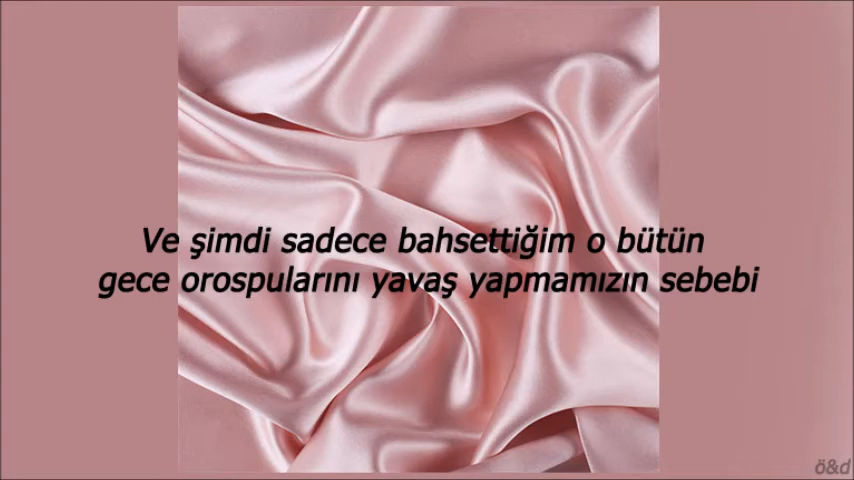 Ve şimdi sadece bahsettiğim o bütün
gece orospularını yavaş yapmamızın sebebi
ö&d